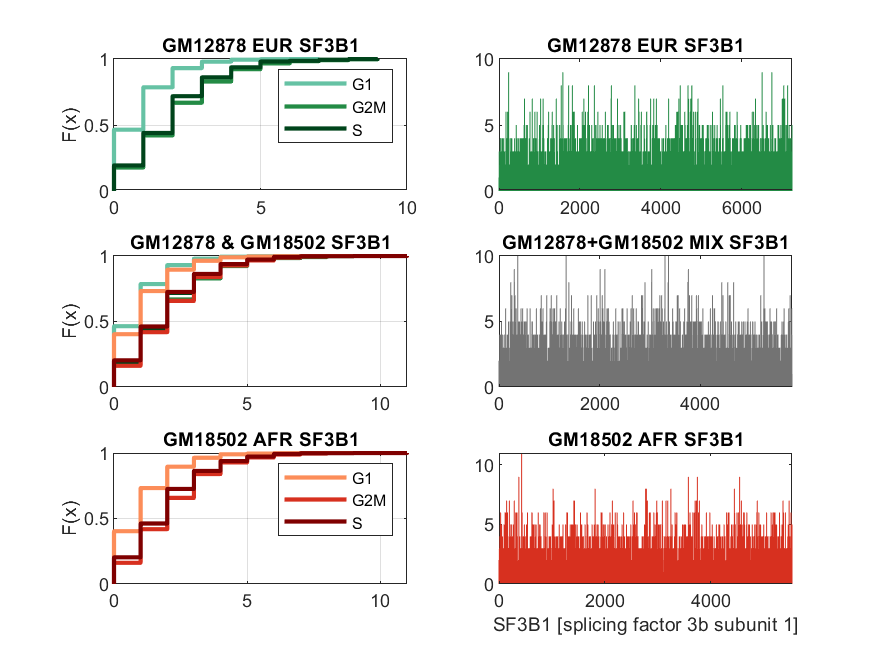 GM12878 EUR SF3B1
1
0.5
0
F(x)
0
5
10
G1
G2M
S
GM12878 EUR SF3B1
10
5
0
0
2000
4000
6000
GM12878 & GM18502 SF3B1
1
0.5
0
F(x)
0
5
10
GM12878+GM18502 MIX SF3B1
10
5
0
0
2000
4000
GM18502 AFR SF3B1
1
0.5
0
F(x)
0
5
10
G1
G2M
S
GM18502 AFR SF3B1
10
5
0
0
2000
4000
SF3B1 [splicing factor 3b subunit 1]